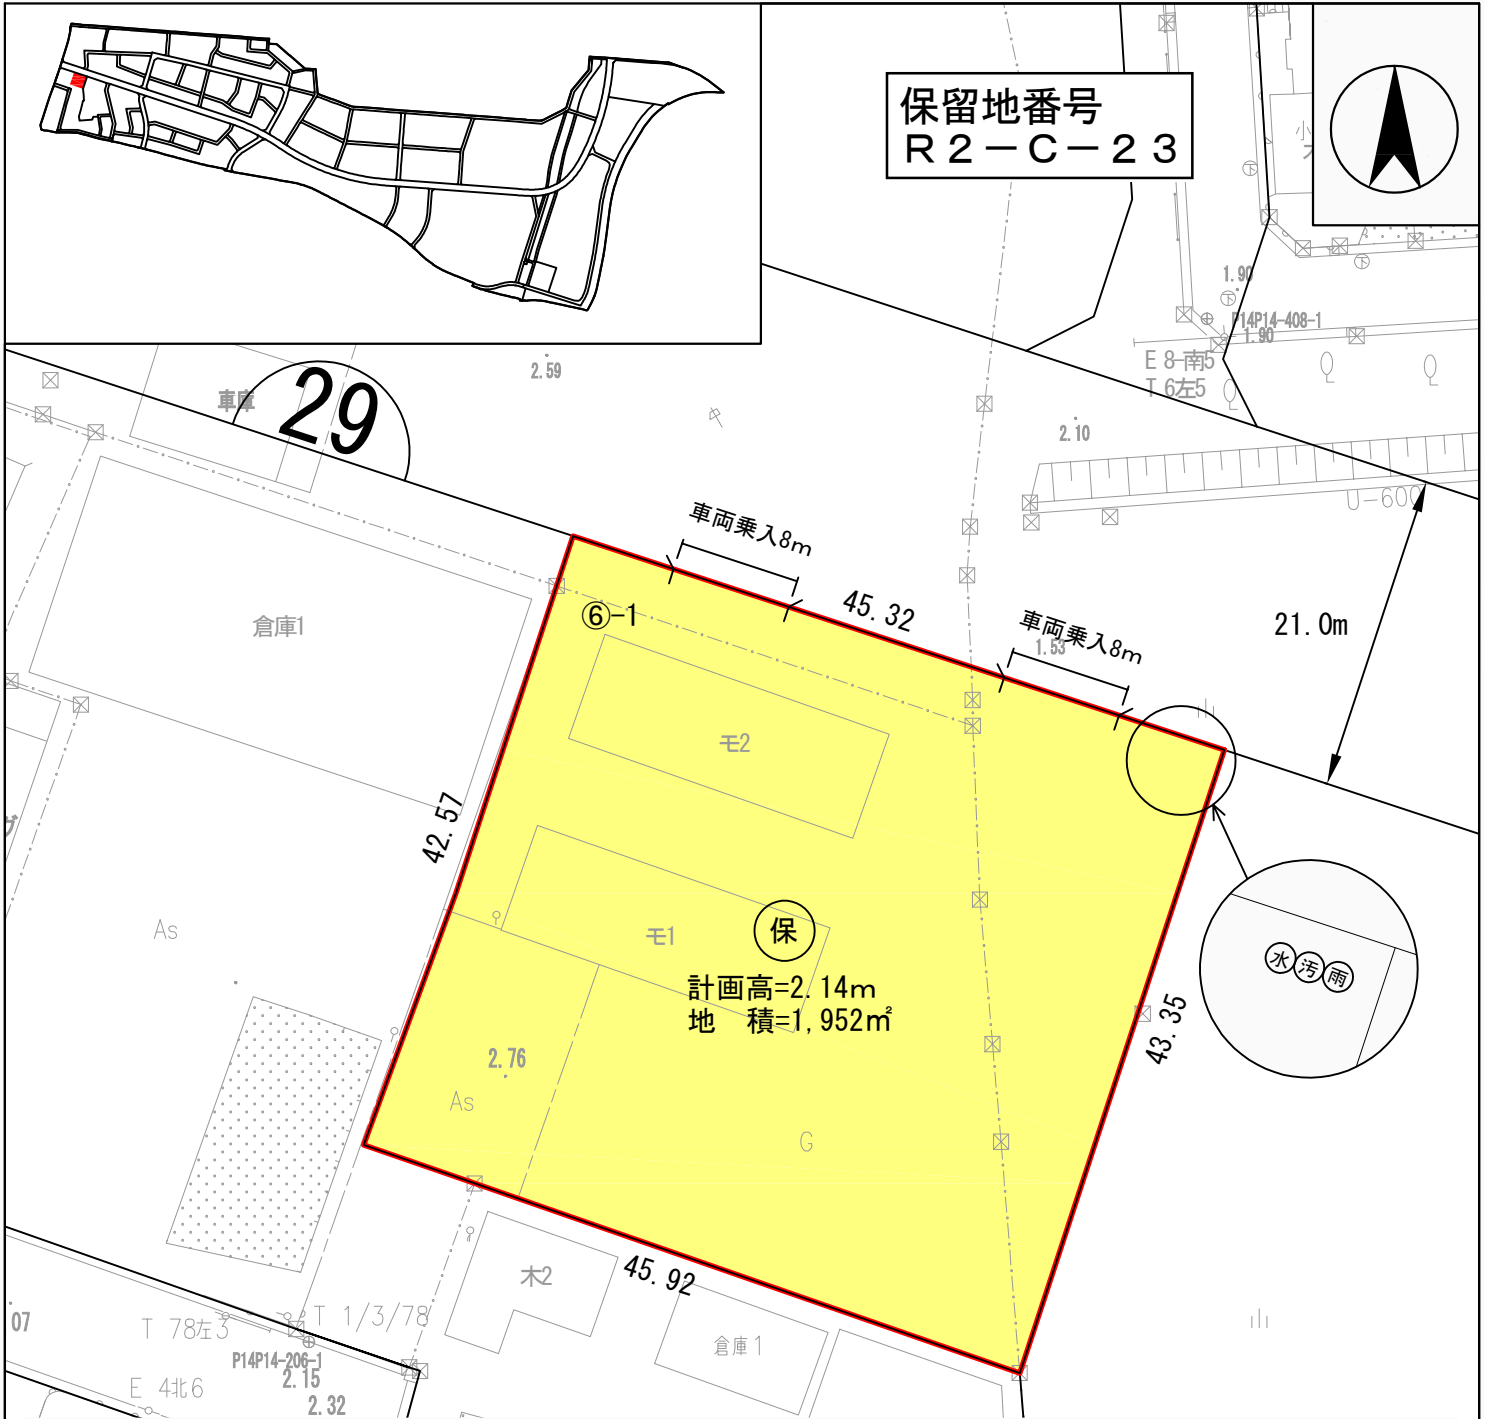 保留地番号
R2-C-23
小
1.90
P14P14-408-1
1.90
E 8-南5
T 6左5
2.59
車庫
29
2.10
U-600
車両乗入8m
45.32
車両乗入8m
1.53
21.0m
⑥-1
倉庫1
モ2
42.57
モ1
保
計画高=2.14m
地 積=1,952㎡
水汚雨
As
43.35
2.76
As
G
45.92
木2
倉庫1
07
T 78左3
T 1/3/78
P14P14-206-1
2.15
E 4北6
2.32